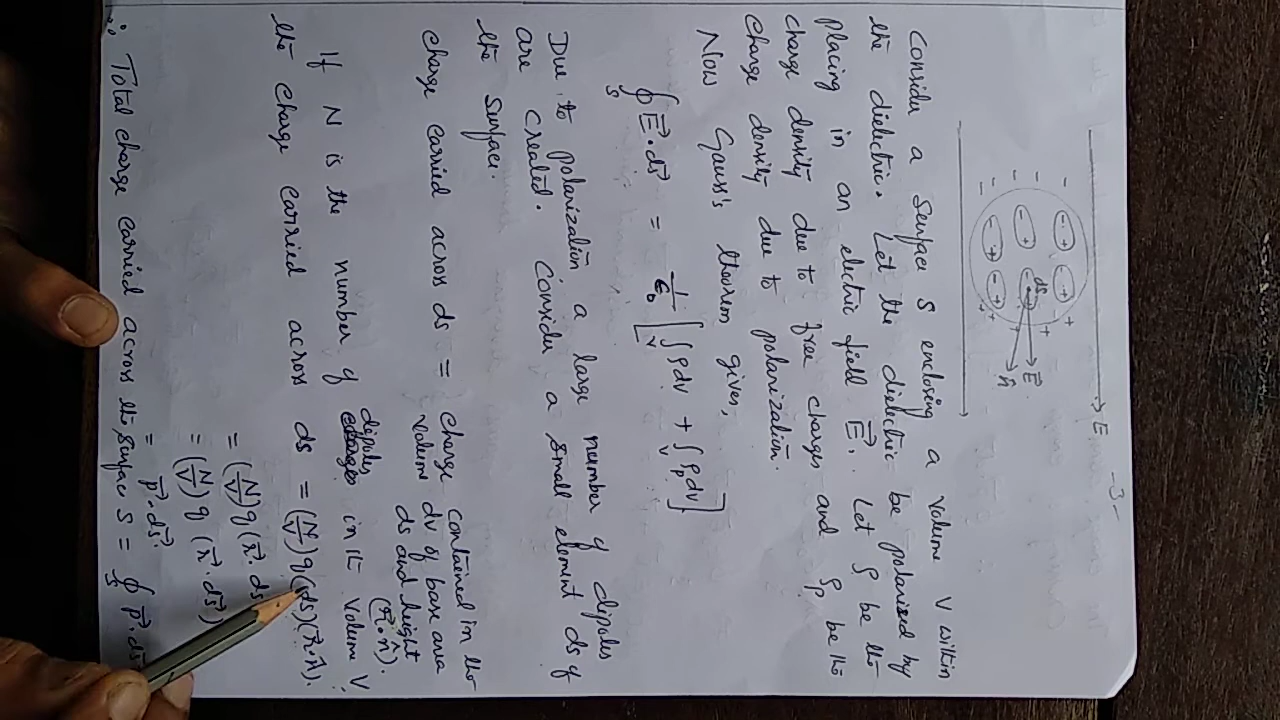 -3-
E
- - - - -
- + - +
- + ds E
n̂
- + - +
Consider a surface S enclosing a volume V within
the dielectric. Let the dielectric be polarised by
placing in an electric field E⃗. Let ρ be the
charge density due to free charges and ρp be the
charge density due to polarization.
Now Gauss's theorem gives,
∮s E⃗·ds⃗ = 1/ε0 [∫v ρdv + ∫v ρp dv]
Due to polarization a large number of dipoles
are created. Consider a small element ds of
the surface.
Charge carried across ds = Charge contained in the
volume dv of base area
ds and height
(r⃗·n̂).
If N is the number of dipoles in the volume V,
the charge carried across ds = (N/V) q (ds)(r⃗·n̂).
= (N/V) q (r⃗·ds
= (N/V) q (r⃗·ds⃗)
= P⃗·ds⃗.
∴ Total charge carried across the surface S = ∮s P⃗·ds⃗